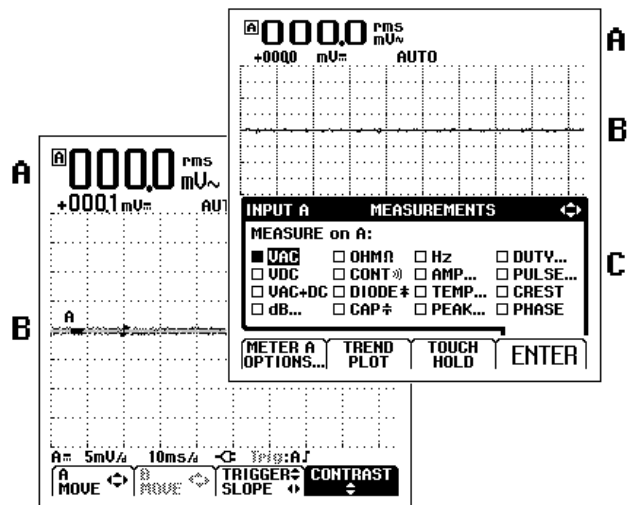 A 000.0 rms mV~
+000.0 mV AUTO
A
B
INPUT A MEASUREMENTS
MEASURE on A:
VAC OHMΩ Hz DUTY...
VDC CONT AMP... PULSE...
VAC+DC DIODE TEMP... CREST
dB... CAP PEAK... PHASE
C
METER A OPTIONS... TREND PLOT TOUCH HOLD ENTER
A
A 000.0 rms mV~
+000.1 mV
B
A
A 5mV/d 10ms/d Trig:A
A MOVE B MOVE TRIGGER SLOPE CONTRAST